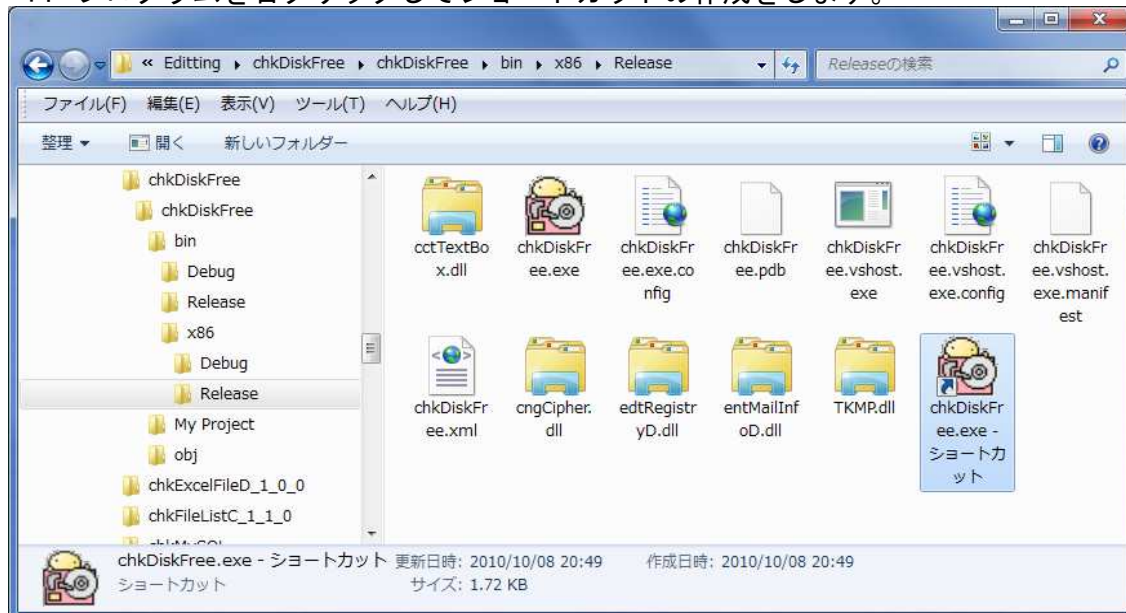 プログラムを右クリックしてショートカットの作成をします。
« Editting ▸ chkDiskFree ▸ chkDiskFree ▸ bin ▸ x86 ▸ Release
Releaseの検索
ファイル(F) 編集(E) 表示(V) ツール(T) ヘルプ(H)
整理 開く 新しいフォルダー
chkDiskFree
chkDiskFree
bin
Debug
Release
x86
Debug
Release
My Project
obj
chkExcelFileD_1_0_0
chkFileListC_1_1_0
cctTextBo
x.dll
chkDiskFr
ee.exe
chkDiskFr
ee.exe.co
nfig
chkDiskFr
ee.pdb
chkDiskFr
ee.vshost.
exe
chkDiskFr
ee.vshost.
exe.config
chkDiskFr
ee.vshost.
exe.manif
est
chkDiskFr
ee.xml
cngCipher.
dll
edtRegistr
yD.dll
entMailInf
oD.dll
TKMP.dll
chkDiskFr
ee.exe -
ショートカ
ット
chkDiskFree.exe - ショートカット 更新日時: 2010/10/08 20:49 作成日時: 2010/10/08 20:49
ショートカット サイズ: 1.72 KB